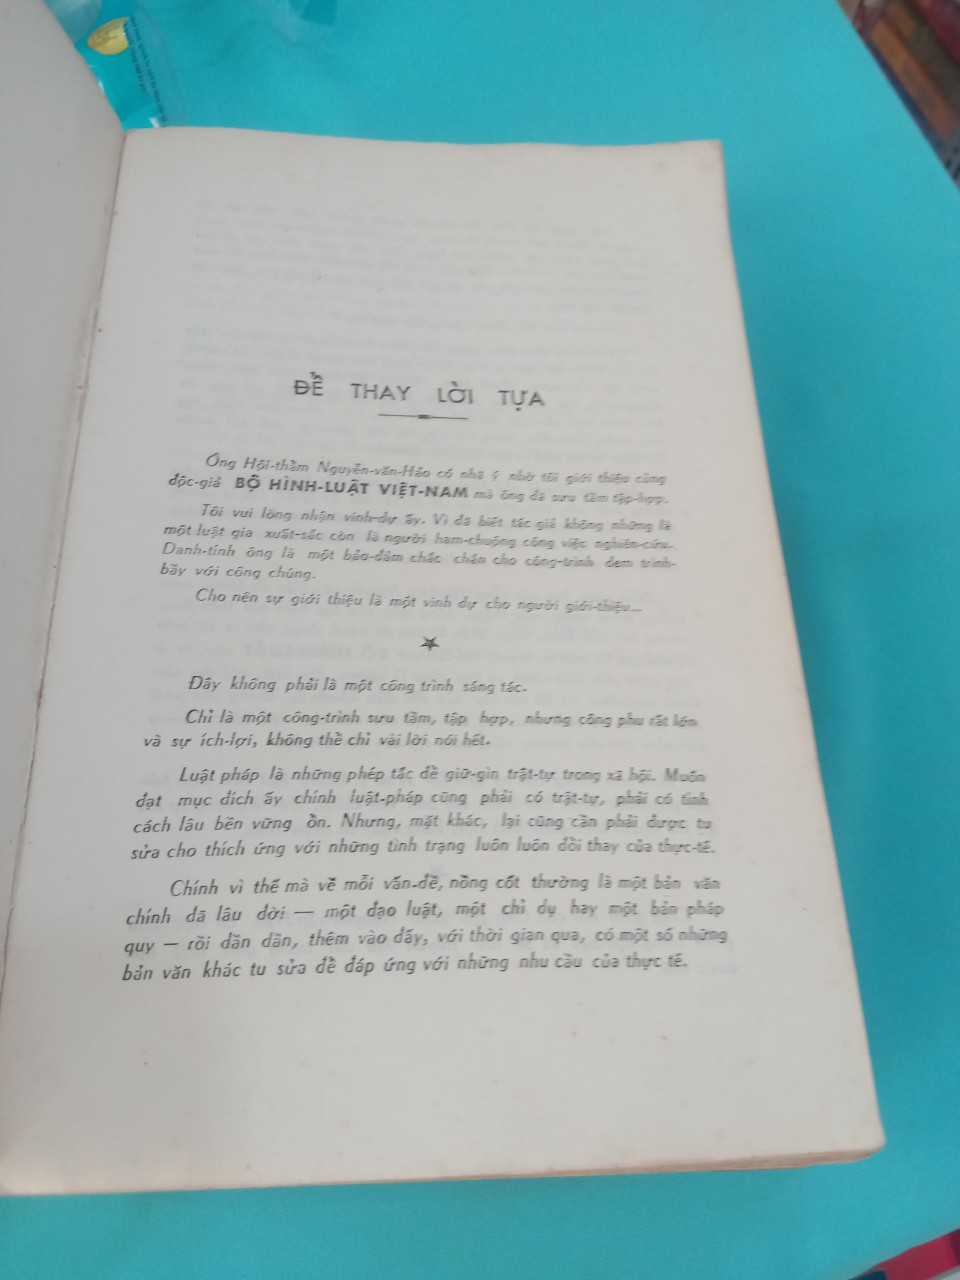 ĐỀ THAY LỜI TỰA
Ông Hội-thẩm Nguyễn-văn-Hảo có nhã ý nhờ tôi giới thiệu cùng
độc-giả BỘ HÌNH-LUẬT VIỆT-NAM mà ông đã sưu tầm tập-hợp.
Tôi vui lòng nhận vinh-dự ấy. Vì đã biết tác giả không những là
một luật gia xuất-sắc còn là người ham-chuộng công việc nghiên-cứu.
Danh-tính ông là một bảo-đảm chắc chắn cho công-trình đem trình-
bầy với công chúng.
Cho nên sự giới thiệu là một vinh dự cho người giới-thiệu...
Đây không phải là một công trình sáng tác.
Chỉ là một công-trình sưu tầm, tập hợp, nhưng công phu rất lớn
và sự ích-lợi, không thể chỉ vài lời nói hết.
Luật pháp là những phép tắc để giữ-gìn trật-tự trong xã hội. Muốn
đạt mục đích ấy chính luật-pháp cũng phải có trật-tự, phải có tính
cách lâu bền vững ổn. Nhưng, mặt khác, lại cũng cần phải được tu
sửa cho thích ứng với những tình trạng luôn luôn đổi thay của thực-tế.
Chính vì thế mà về mỗi vấn-đề, nòng cốt thường là một bản văn
chính đã lâu đời — một đạo luật, một chỉ dụ hay một bản pháp
quy — rồi dần dần, thêm vào đấy, với thời gian qua, có một số những
bản văn khác tu sửa để đáp ứng với những nhu cầu của thực tế.